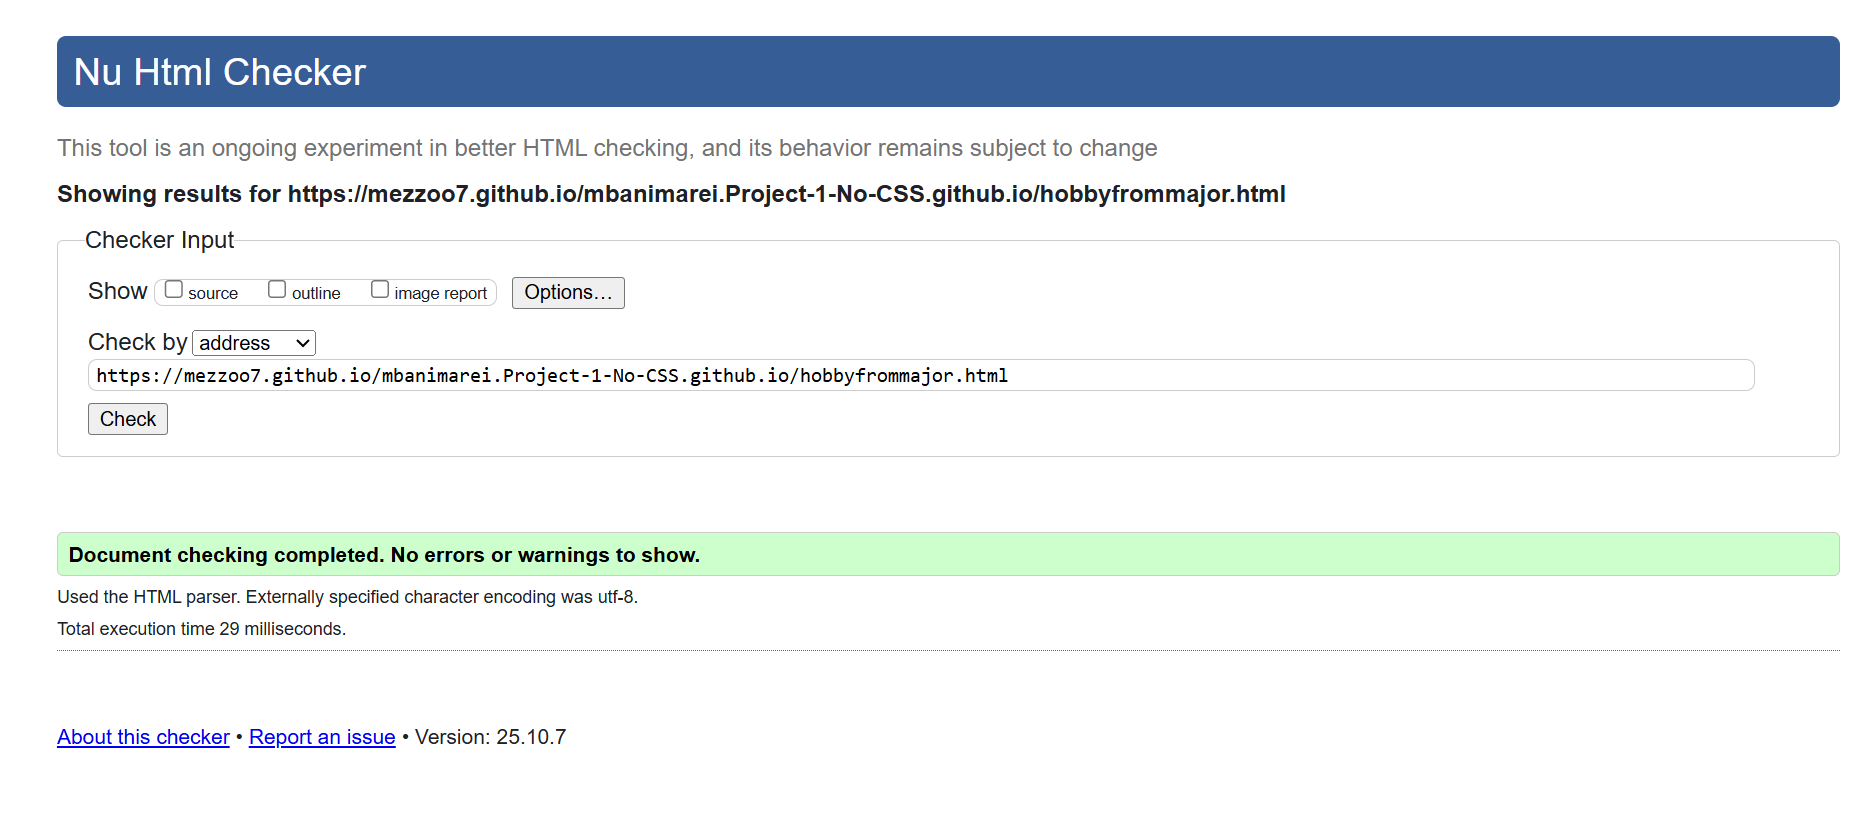 Nu Html Checker
This tool is an ongoing experiment in better HTML checking, and its behavior remains subject to change
Showing results for https://mezzoo7.github.io/mbanimarei.Project-1-No-CSS.github.io/hobbyfrommajor.html
Checker Input
Show source outline image report Options…
Check by address
https://mezzoo7.github.io/mbanimarei.Project-1-No-CSS.github.io/hobbyfrommajor.html
Check
Document checking completed. No errors or warnings to show.
Used the HTML parser. Externally specified character encoding was utf-8.
Total execution time 29 milliseconds.
About this checker • Report an issue • Version: 25.10.7